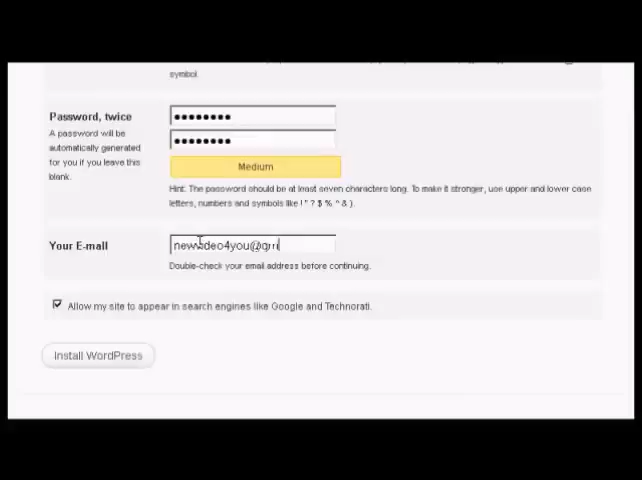 symbol.
Password, twice
A password will be
automatically generated
for you if you leave this
blank.
••••••••
••••••••
Medium
Hint: The password should be at least seven characters long. To make it stronger, use upper and lower case
letters, numbers and symbols like ! " ? $ % ^ & ).
Your E-mail
Double-check your email address before continuing.
Allow my site to appear in search engines like Google and Technorati.
Install WordPress